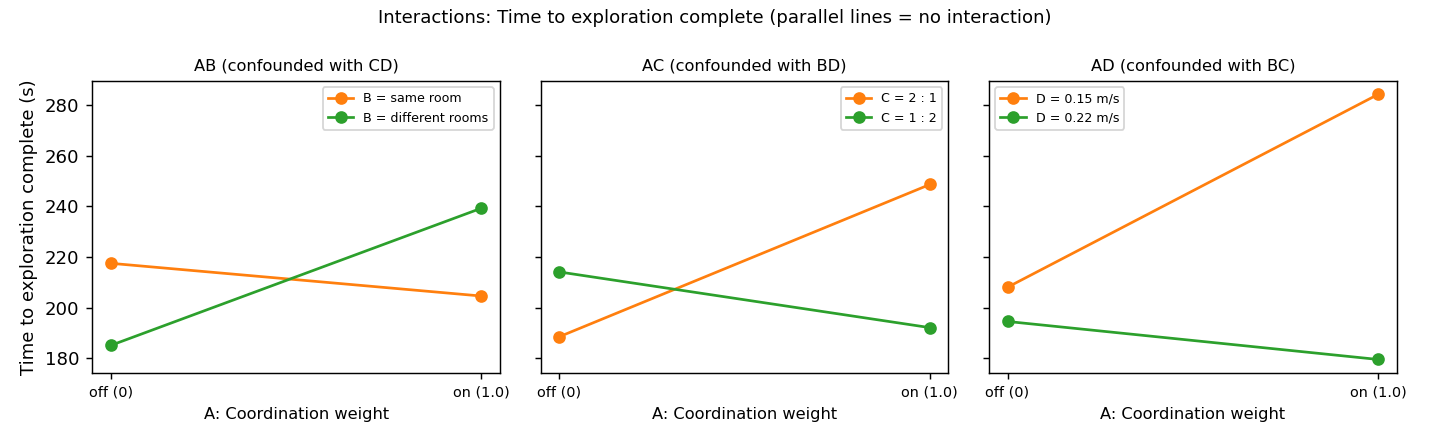 Interactions: Time to exploration complete (parallel lines = no interaction)
AB (confounded with CD)
AC (confounded with BD)
AD (confounded with BC)
Time to exploration complete (s)
280
260
240
220
200
180
B = same room
B = different rooms
C = 2 : 1
C = 1 : 2
D = 0.15 m/s
D = 0.22 m/s
off (0)
on (1.0)
off (0)
on (1.0)
off (0)
on (1.0)
A: Coordination weight
A: Coordination weight
A: Coordination weight